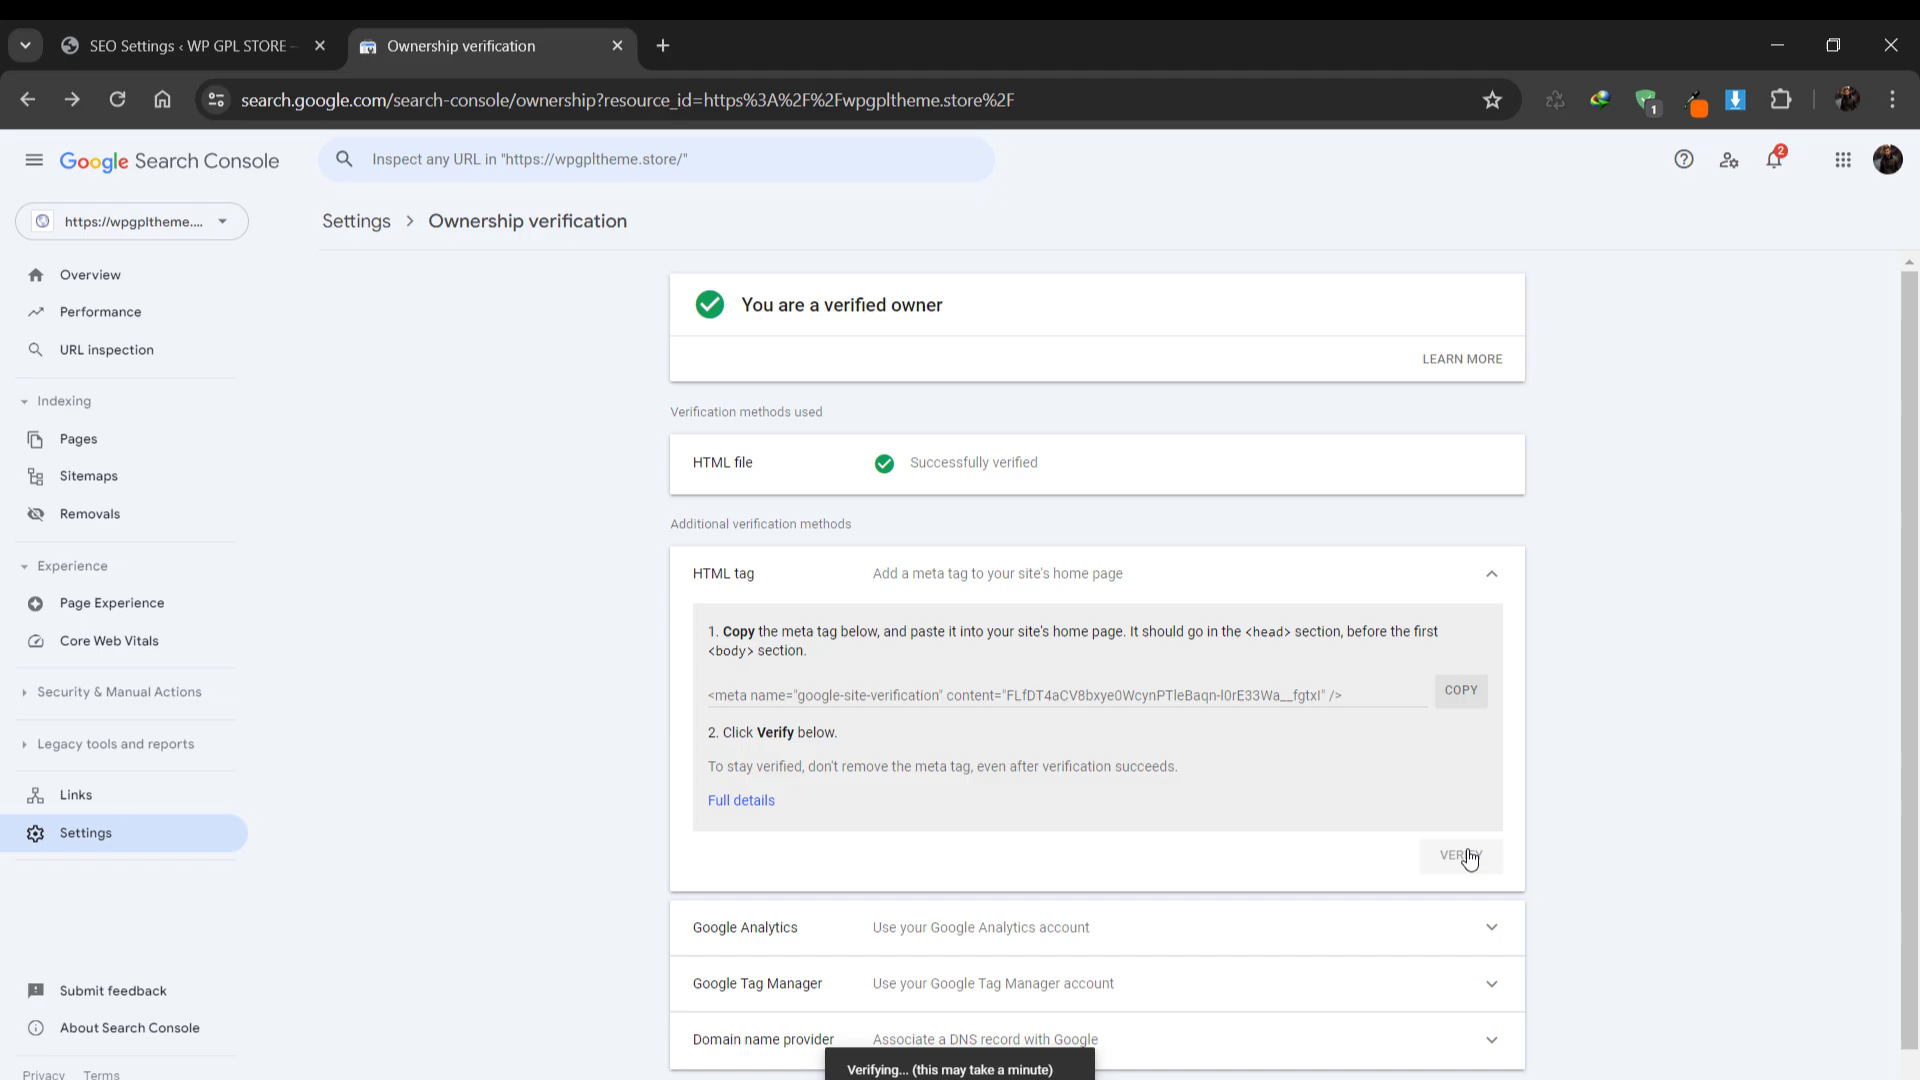 SEO Settings ‹ WP GPL STORE –
Ownership verification
search.google.com/search-console/ownership?resource_id=https%3A%2F%2Fwpgpltheme.store%2F
1
Google Search Console
Inspect any URL in "https://wpgpltheme.store/"
2
https://wpgpltheme....
Settings > Ownership verification
Overview
Performance
URL inspection
Indexing
Pages
Sitemaps
Removals
Experience
Page Experience
Core Web Vitals
Security & Manual Actions
Legacy tools and reports
Links
Settings
Submit feedback
About Search Console
Privacy Terms
You are a verified owner
LEARN MORE
Verification methods used
HTML file Successfully verified
Additional verification methods
HTML tag Add a meta tag to your site's home page
1. Copy the meta tag below, and paste it into your site's home page. It should go in the <head> section, before the first
<body> section.
<meta name="google-site-verification" content="FLfDT4aCV8bxye0WcynPTleBaqn-l0rE33Wa__fgtxI" />
COPY
2. Click Verify below.
To stay verified, don't remove the meta tag, even after verification succeeds.
Full details
VERIFY
Google Analytics Use your Google Analytics account
Google Tag Manager Use your Google Tag Manager account
Domain name provider Associate a DNS record with Google
Verifying... (this may take a minute)